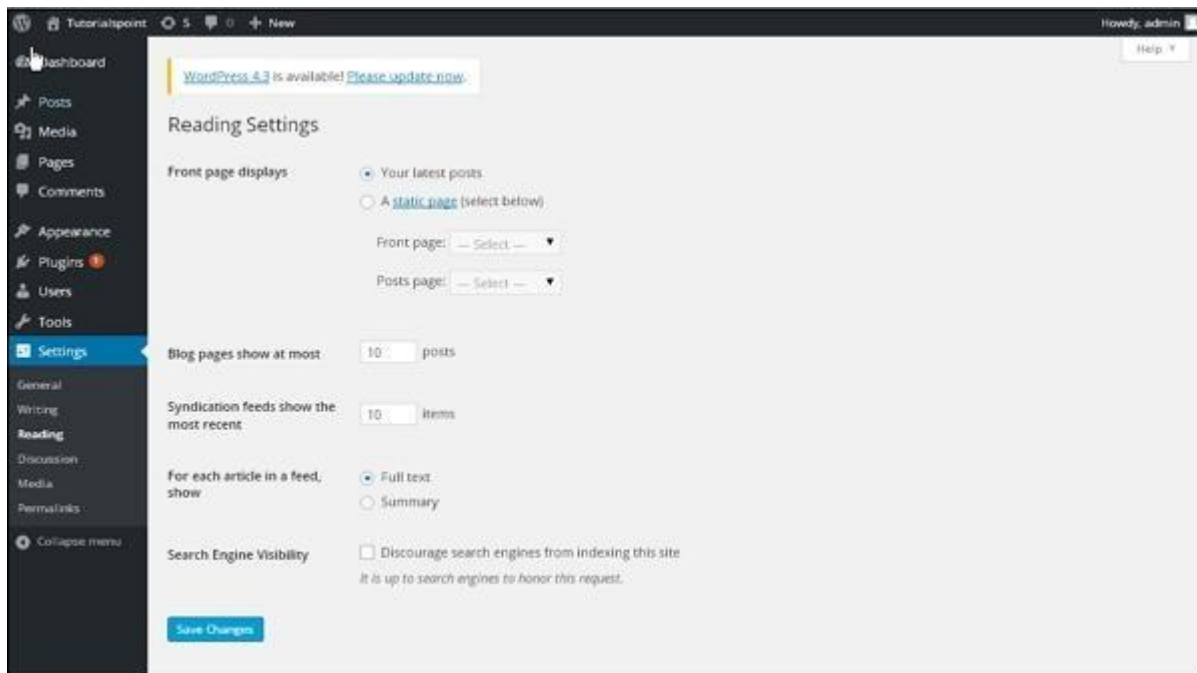 Tutorialspoint 5 0 + New Howdy, admin
Dashboard
Help ▼
WordPress 4.3 is available! Please update now.
Posts
Media
Pages
Comments
Appearance
Plugins 1
Users
Tools
Settings
General
Writing
Reading
Discussion
Media
Permalinks
Collapse menu
Reading Settings
Front page displays
Your latest posts
A static page (select below)
Front page: — Select — ▼
Posts page: — Select — ▼
Blog pages show at most 10 posts
Syndication feeds show the
most recent
10 items
For each article in a feed,
show
Full text
Summary
Search Engine Visibility
Discourage search engines from indexing this site
It is up to search engines to honor this request.
Save Changes